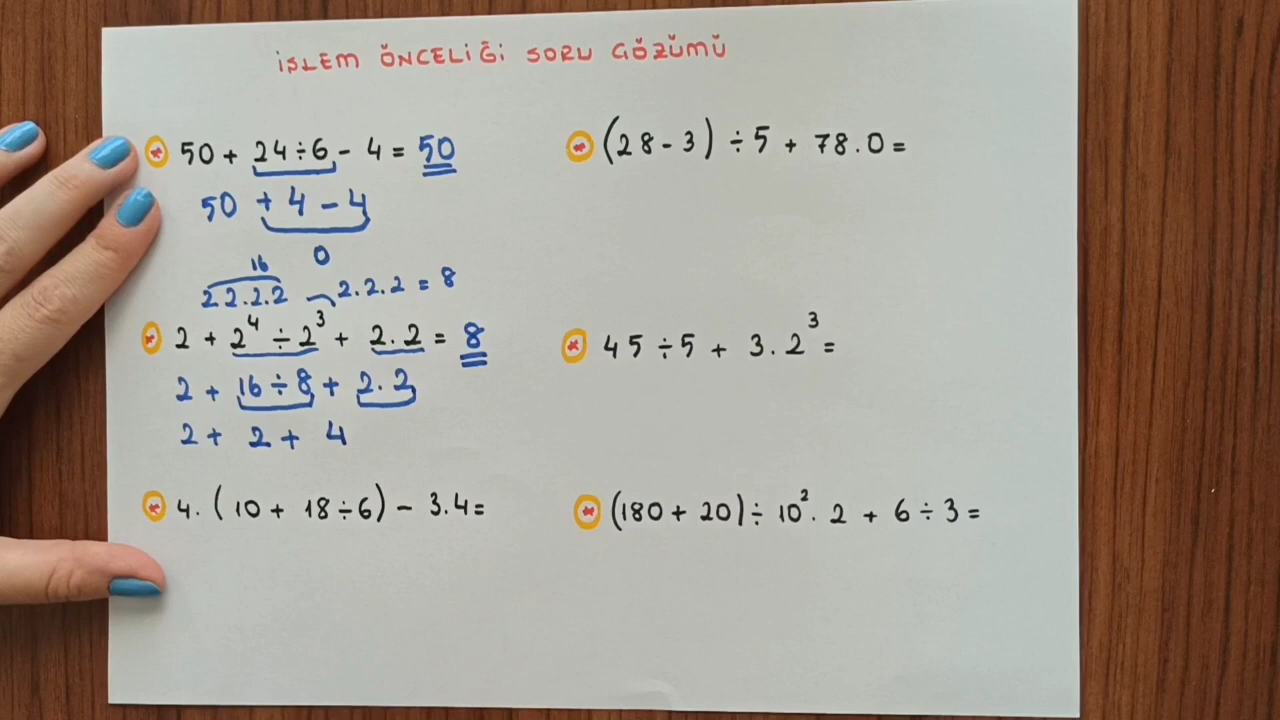 İŞLEM ÖNCELİĞİ SORU ÇÖZÜMÜ
* 50 + 24 ÷ 6 - 4 = 50
50 + 4 - 4
0
16
2 2.2.2 2.2.2 = 8
* 2 + 2⁴ ÷ 2³ + 2.2 = 8
2 + 16 ÷ 8 + 2.2
2 + 2 + 4
* 4. (10 + 18 ÷ 6) - 3.4 =
* (28 - 3) ÷ 5 + 78.0 =
* 45 ÷ 5 + 3.2³ =
* (180 + 20) ÷ 10². 2 + 6 ÷ 3 =